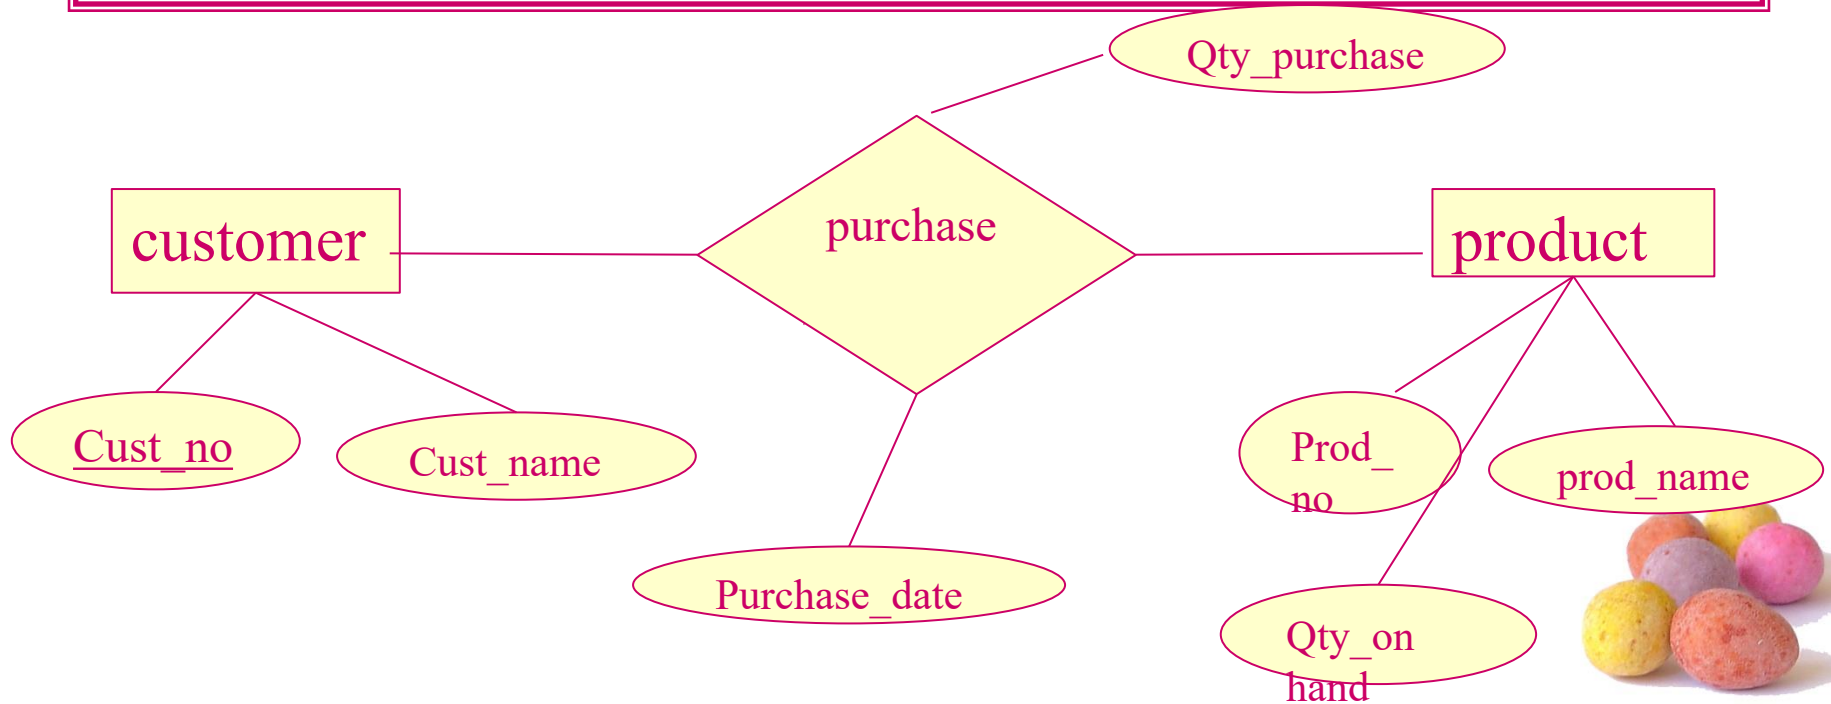 Qty_purchase
purchase
customer
product
Cust_no
Cust_name
Prod_
no
prod_name
Purchase_date
Qty_on
hand